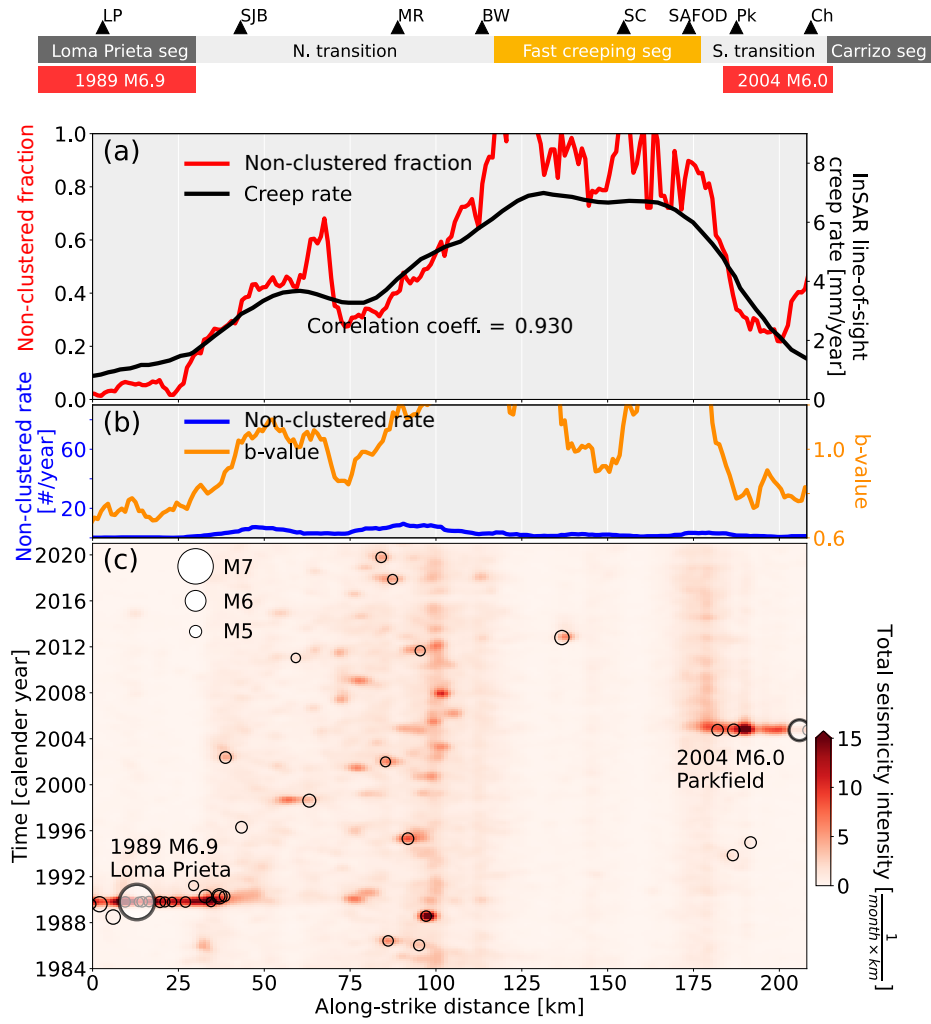 LP SJB MR BW SC SAFOD Pk Ch
Loma Prieta seg N. transition Fast creeping seg S. transition Carrizo seg
1989 M6.9 2004 M6.0
(a)
Non-clustered fraction
Creep rate
Correlation coeff. = 0.930
Non-clustered fraction
1.0
0.8
0.6
0.4
0.2
0.0
8
6
4
2
0
InSAR line-of-sight
creep rate [mm/year]
(b)
Non-clustered rate
b-value
Non-clustered rate
[#/year]
60
20
1.0
0.6
b-value
(c)
M7
M6
M5
1989 M6.9
Loma Prieta
2004 M6.0
Parkfield
Time [calender year]
2020
2016
2012
2008
2004
2000
1996
1992
1988
1984
0 25 50 75 100 125 150 175 200
Along-strike distance [km]
15
10
5
0
Total seismicity intensity [1/month×km]